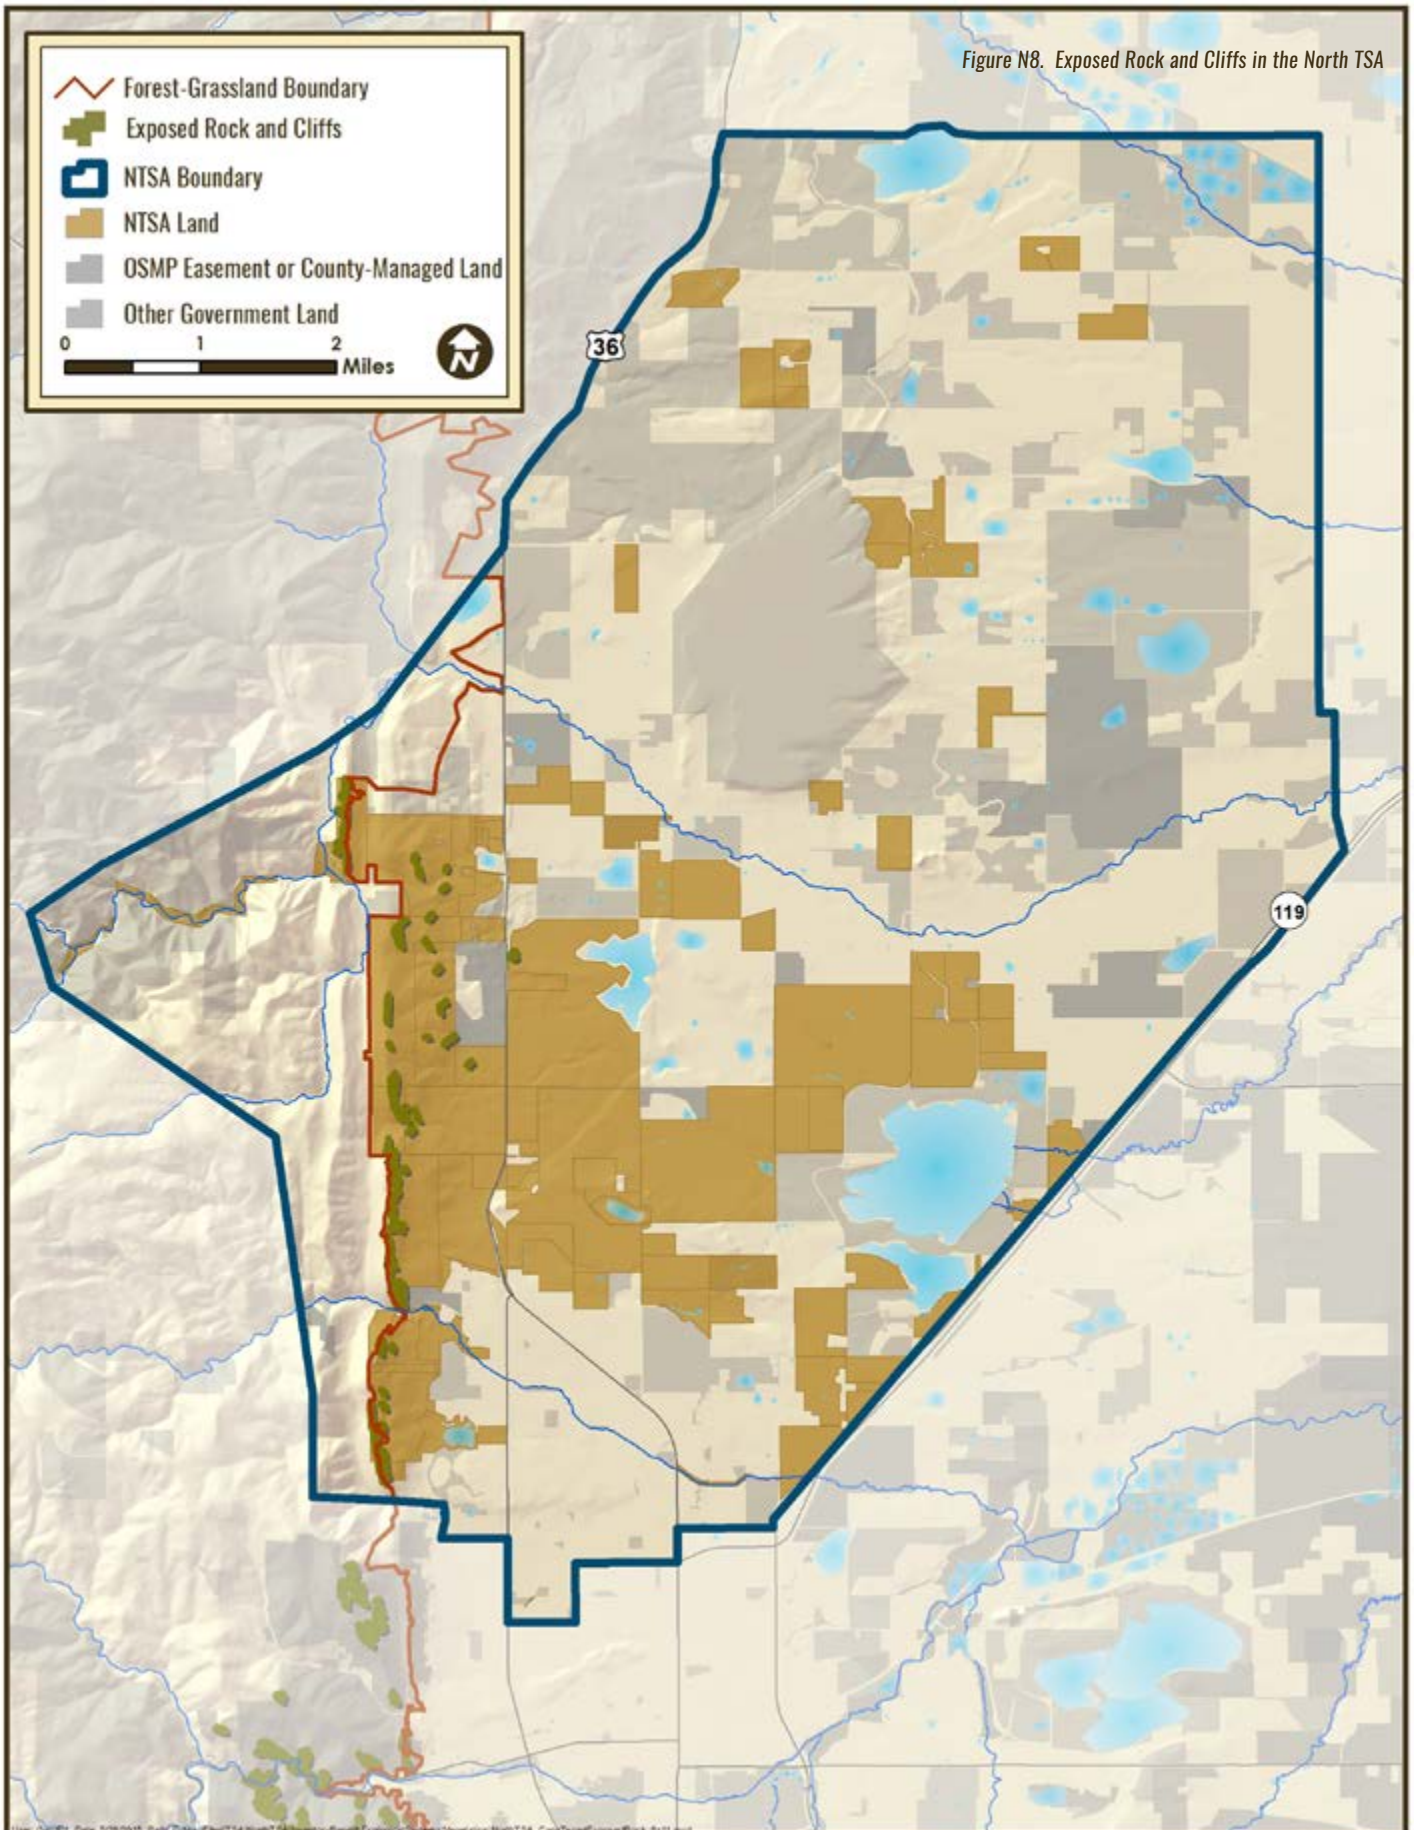 Figure N8. Exposed Rock and Cliffs in the North TSA
Forest-Grassland Boundary
Exposed Rock and Cliffs
NTSA Boundary
NTSA Land
OSMP Easement or County-Managed Land
Other Government Land
0 1 2
Miles
N
36
119